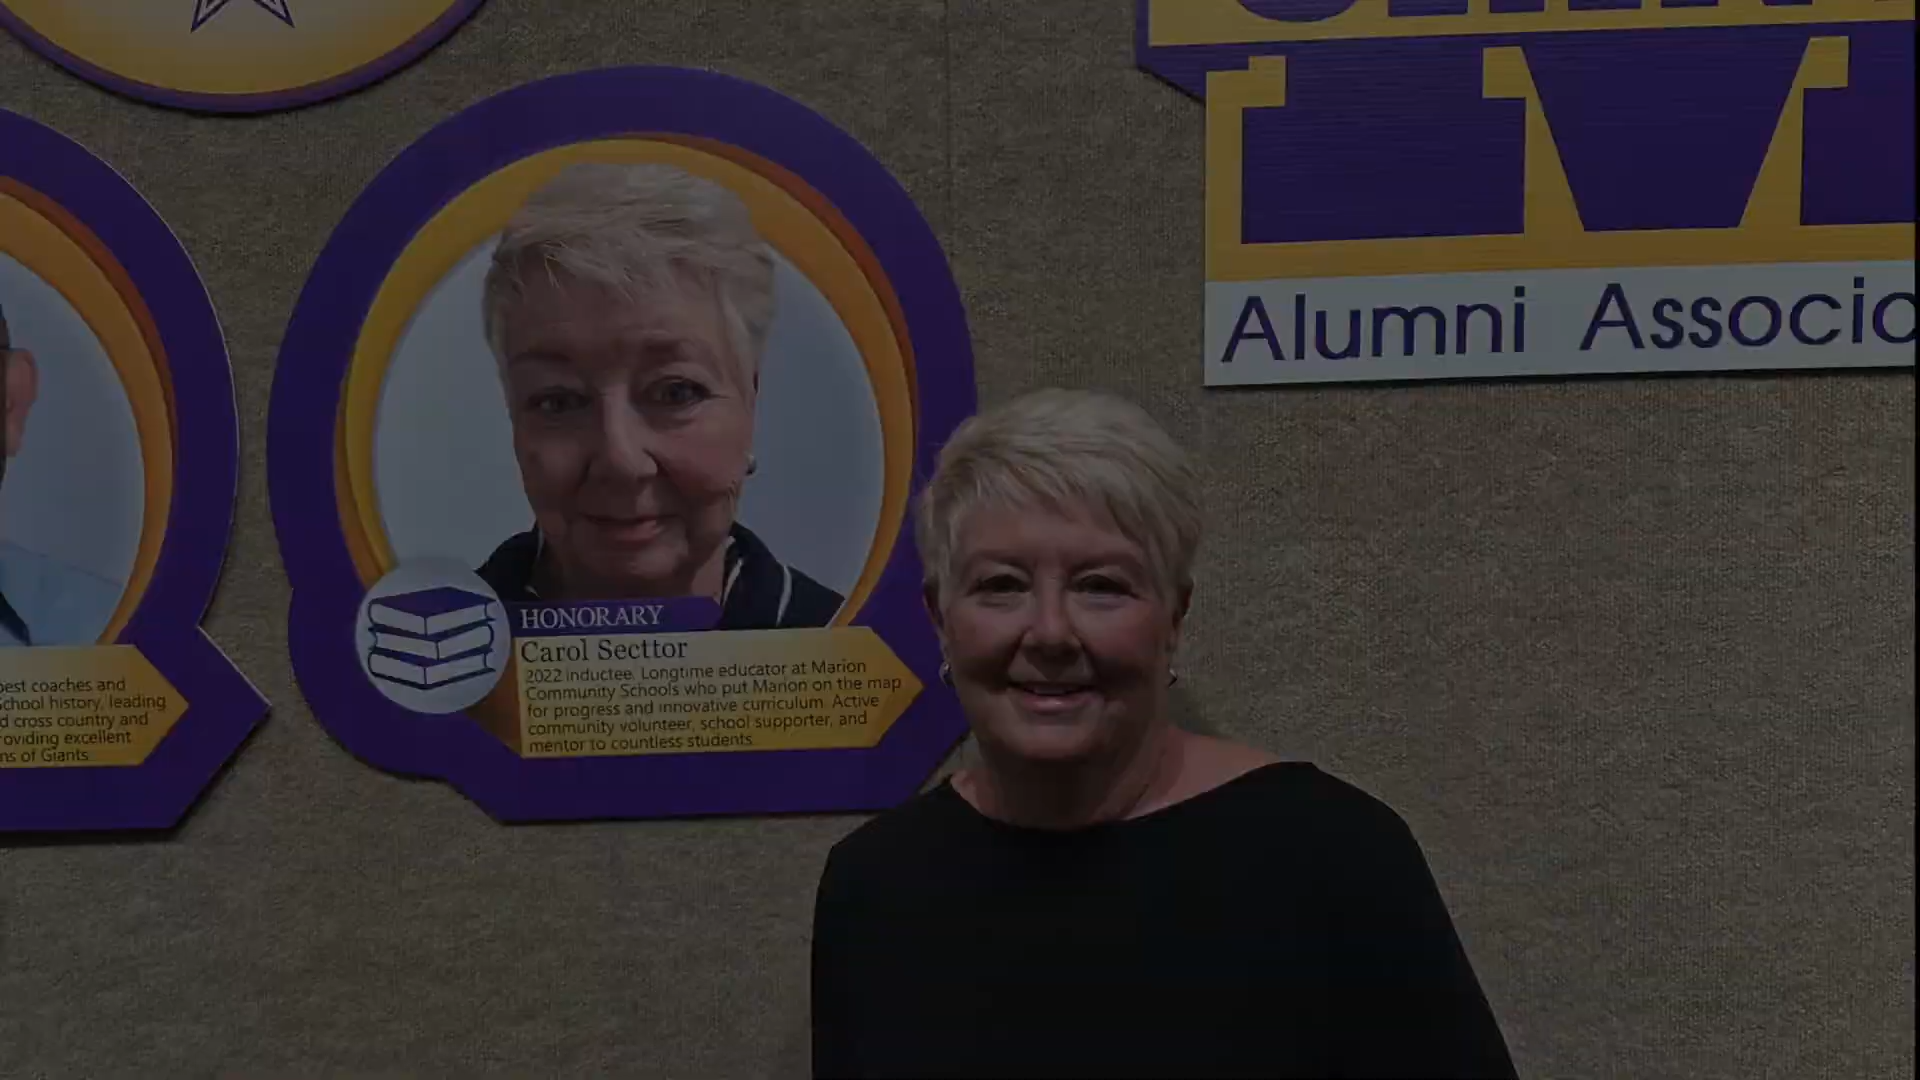 Alumni Associa
HONORARY
Carol Secttor
2022 inductee. Longtime educator at Marion
Community Schools who put Marion on the map
for progress and innovative curriculum. Active
community volunteer, school supporter, and
mentor to countless students.
best coaches and
School history, leading
d cross country and
roviding excellent
ns of Giants.